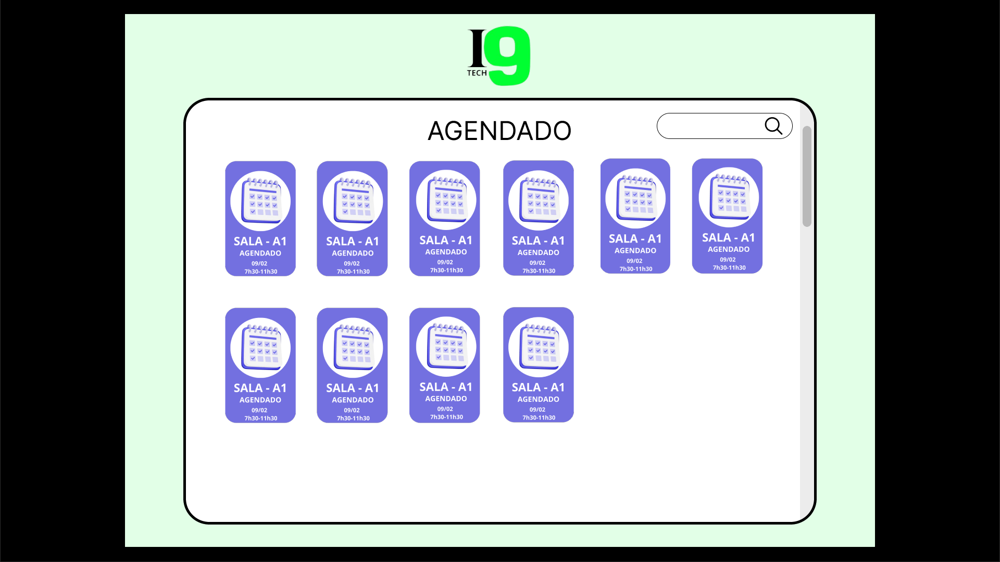 I9
TECH
AGENDADO
SALA - A1
AGENDADO
09/02
7h30-11h30
SALA - A1
AGENDADO
09/02
7h30-11h30
SALA - A1
AGENDADO
09/02
7h30-11h30
SALA - A1
AGENDADO
09/02
7h30-11h30
SALA - A1
AGENDADO
09/02
7h30-11h30
SALA - A1
AGENDADO
09/02
7h30-11h30
SALA - A1
AGENDADO
09/02
7h30-11h30
SALA - A1
AGENDADO
09/02
7h30-11h30
SALA - A1
AGENDADO
09/02
7h30-11h30
SALA - A1
AGENDADO
09/02
7h30-11h30